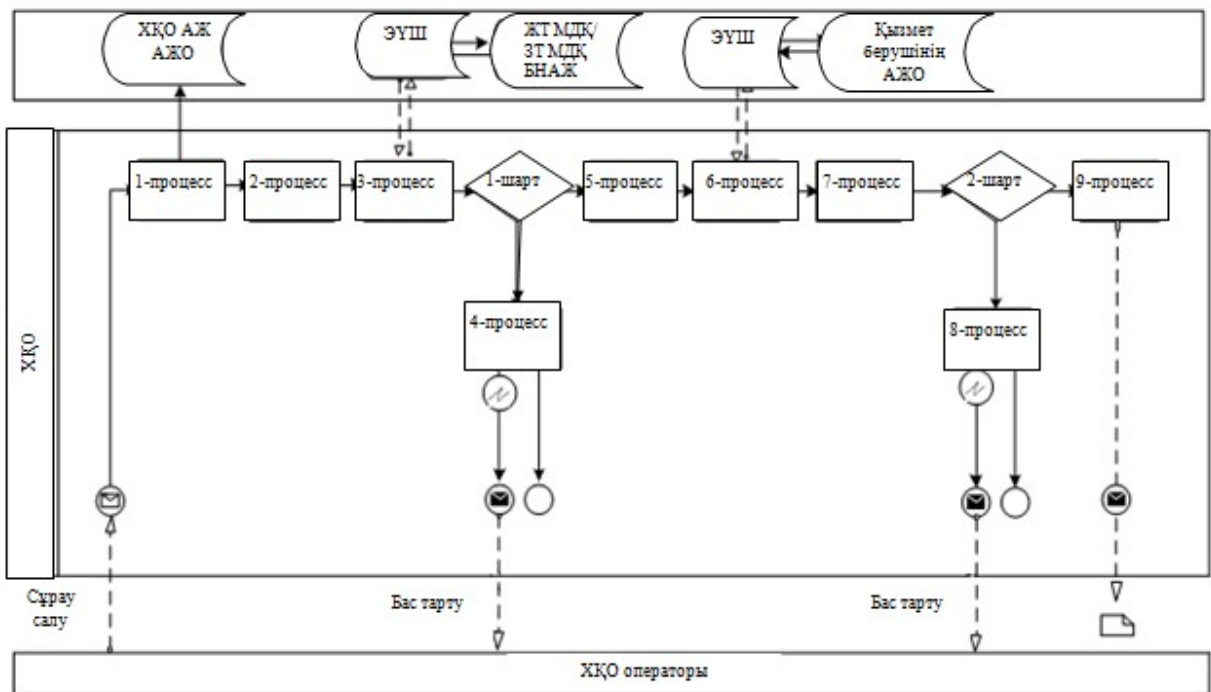 ХҚО АЖ
АЖО
ЭҮШ
ЖТ МДҚ/
ЗТ МДҚ
БНАЖ
ЭҮШ
Қызмет
берушінің
АЖО
ХҚО
1-процесс
2-процесс
3-процесс
1-шарт
5-процесс
6-процесс
7-процесс
2-шарт
9-процесс
4-процесс
8-процесс
Сұрау
салу
Бас тарту
Бас тарту
ХҚО операторы